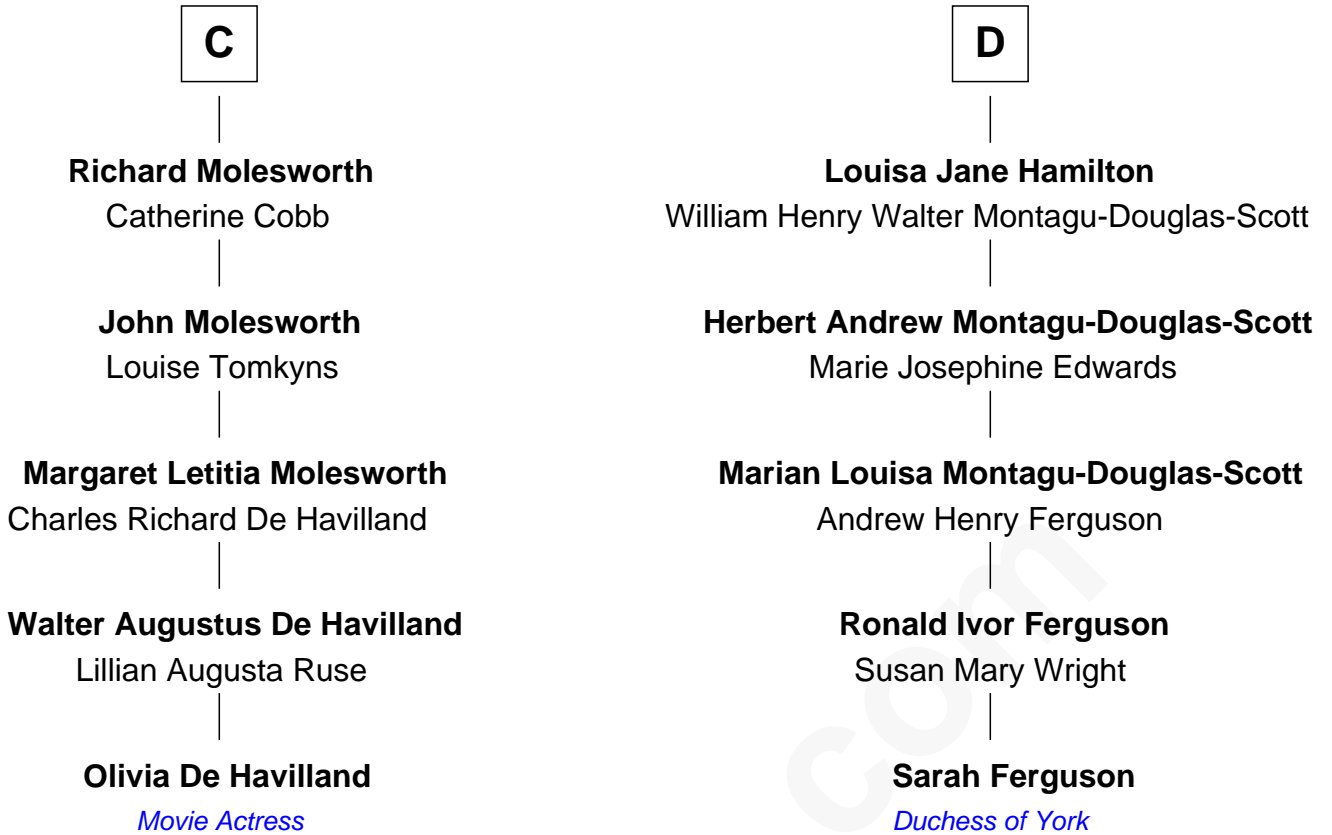 C
Richard Molesworth
Catherine Cobb
John Molesworth
Louise Tomkyns
Margaret Letitia Molesworth
Charles Richard De Havilland
Walter Augustus De Havilland
Lillian Augusta Ruse
Olivia De Havilland
Movie Actress
D
Louisa Jane Hamilton
William Henry Walter Montagu-Douglas-Scott
Herbert Andrew Montagu-Douglas-Scott
Marie Josephine Edwards
Marian Louisa Montagu-Douglas-Scott
Andrew Henry Ferguson
Ronald Ivor Ferguson
Susan Mary Wright
Sarah Ferguson
Duchess of York
com